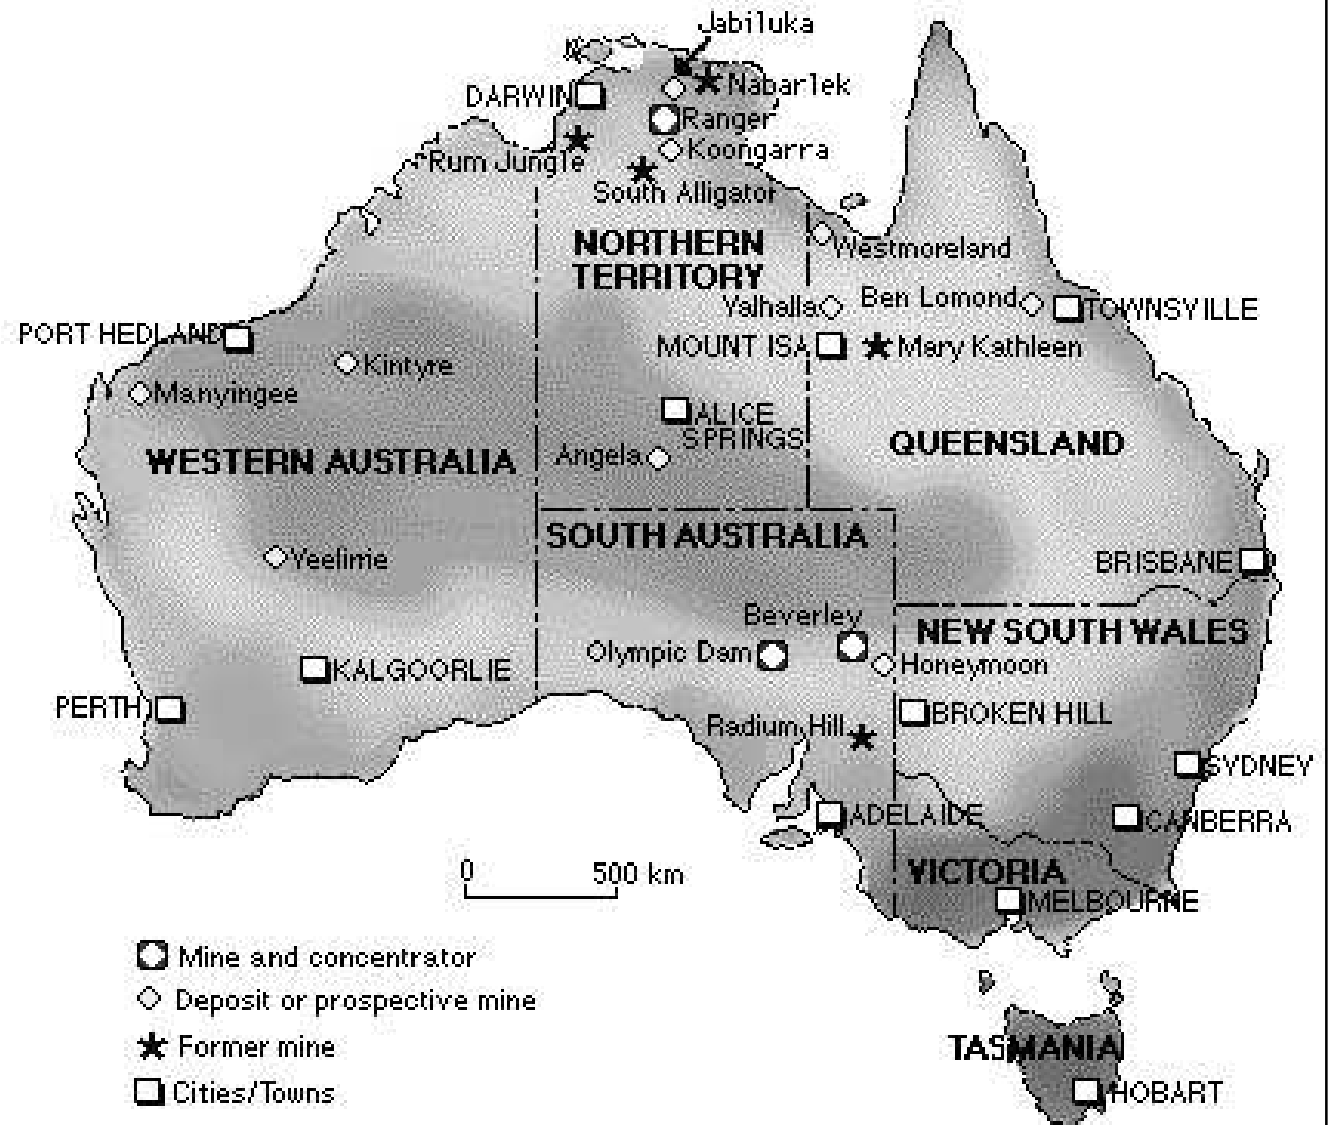 Jabiluka
Nabarlek
DARWIN
Ranger
Koongarra
Rum Jungle
South Alligator
NORTHERN
TERRITORY
Westmoreland
Valhalla
Ben Lomond
TOWNSVILLE
PORT HEDLAND
MOUNT ISA
Mary Kathleen
Kintyre
Manyingee
ALICE
SPRINGS
QUEENSLAND
WESTERN AUSTRALIA
Angela
SOUTH AUSTRALIA
Yeelirrie
BRISBANE
Beverley
NEW SOUTH WALES
Olympic Dam
Honeymoon
KALGOORLIE
PERTH
Radium Hill
BROKEN HILL
SYDNEY
ADELAIDE
CANBERRA
VICTORIA
MELBOURNE
0 500 km
Mine and concentrator
Deposit or prospective mine
Former mine
Cities/Towns
TASMANIA
HOBART